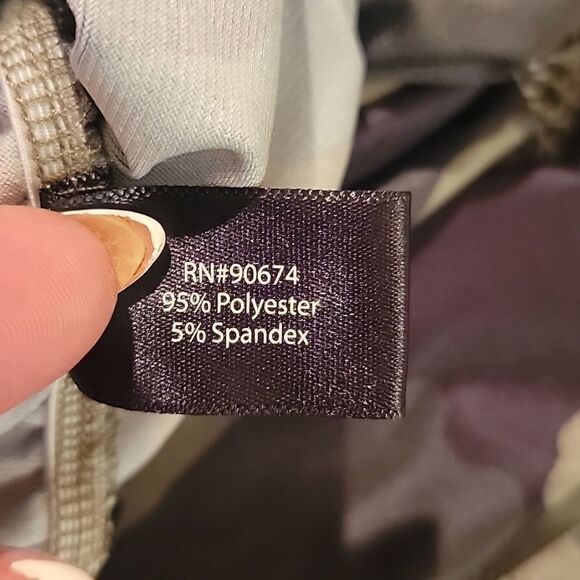 RN#90674
95% Polyester
5% Spandex